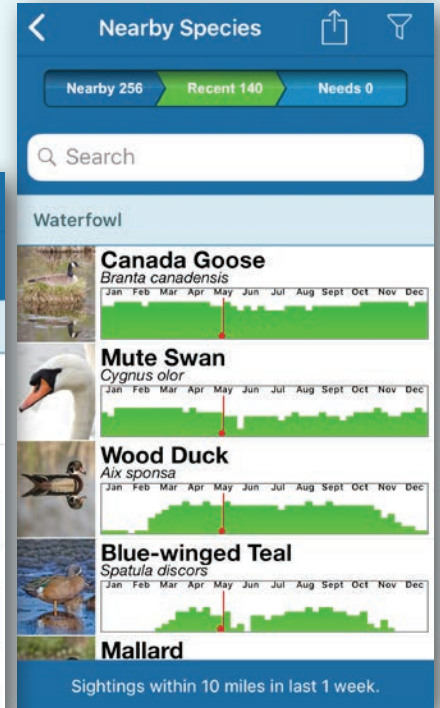 Nearby Species
Nearby 256 Recent 140 Needs 0
Search
Waterfowl
Canada Goose
Branta canadensis
Jan Feb Mar Apr May Jun Jul Aug Sept Oct Nov Dec
Mute Swan
Cygnus olor
Jan Feb Mar Apr May Jun Jul Aug Sept Oct Nov Dec
Wood Duck
Aix sponsa
Jan Feb Mar Apr May Jun Jul Aug Sept Oct Nov Dec
Blue-winged Teal
Spatula discors
Jan Feb Mar Apr May Jun Jul Aug Sept Oct Nov Dec
Mallard
Sightings within 10 miles in last 1 week.